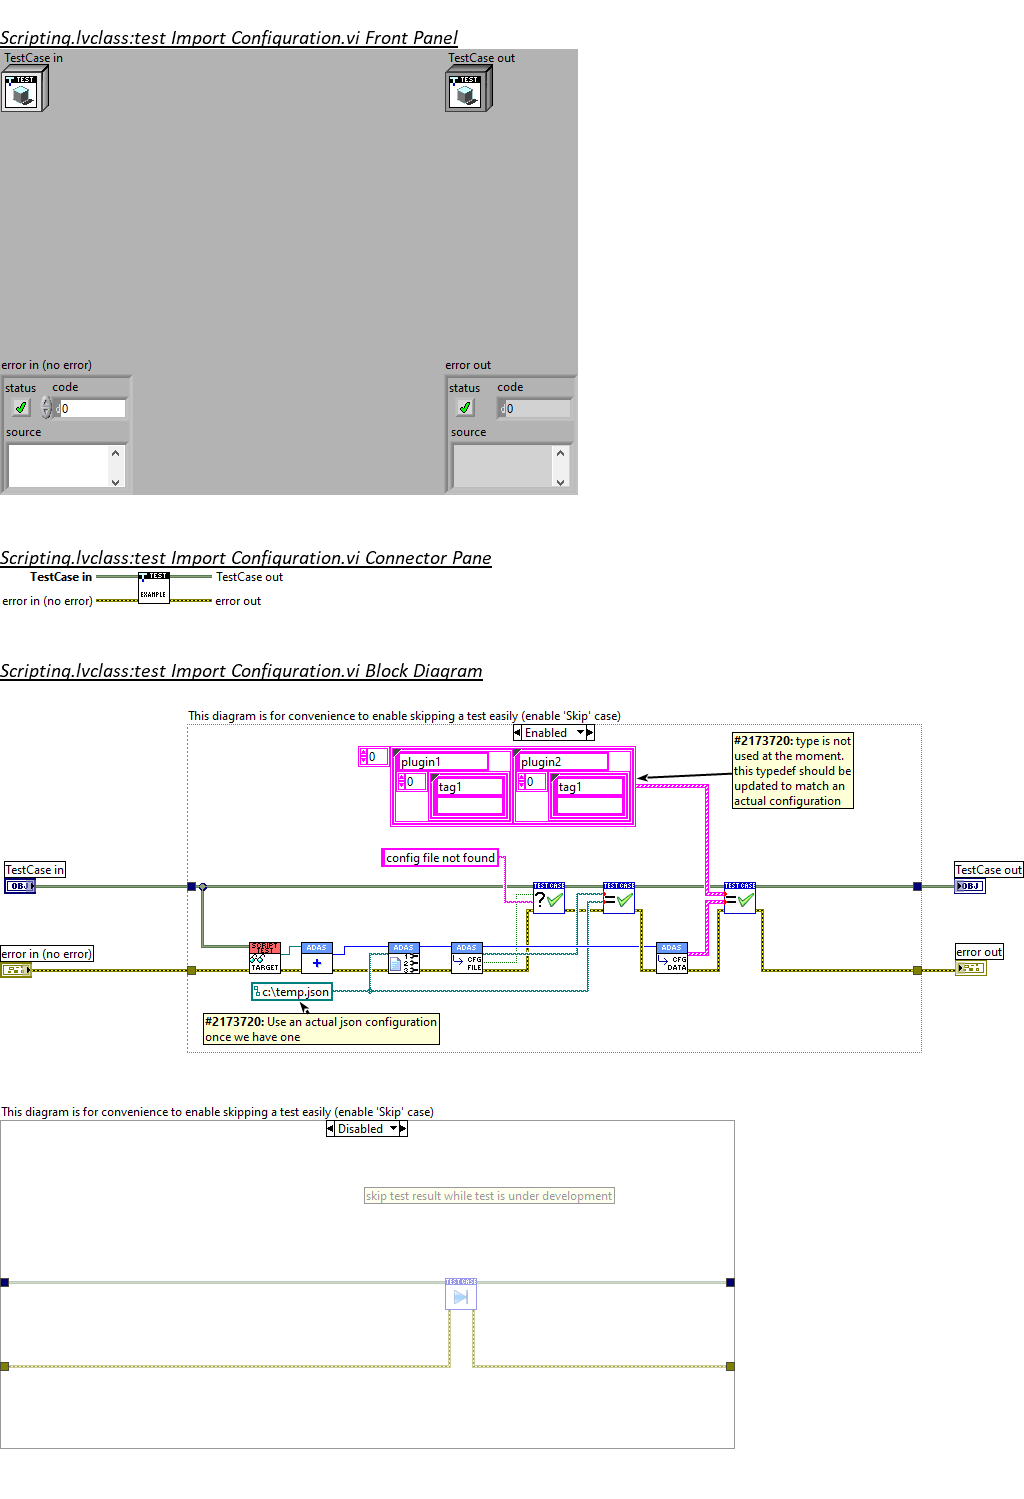 Scripting.lvclass:test Import Configuration.vi Front Panel
TestCase in
TestCase out
TEST
TEST
error in (no error)
error out
status
code
status
code
d0
d0
source
source
Scripting.lvclass:test Import Configuration.vi Connector Pane
TestCase in
TEST
TestCase out
error in (no error)
EXAMPLE
error out
Scripting.lvclass:test Import Configuration.vi Block Diagram
This diagram is for convenience to enable skipping a test easily (enable 'Skip' case)
Enabled
0
plugin1
plugin2
0
tag1
0
tag1
#2173720: type is not
used at the moment.
this typedef should be
updated to match an
actual configuration
config file not found
TestCase in
TestCase out
OBJ
TEST CASE
?
TEST CASE
=
TEST CASE
=
OBJ
error in (no error)
error out
SCRIPT
TEST
TARGET
ADAS
+
ADAS
1
2
3
ADAS
CFG
FILE
ADAS
CFG
DATA
c:\temp.json
#2173720: Use an actual json configuration
once we have one
This diagram is for convenience to enable skipping a test easily (enable 'Skip' case)
Disabled
skip test result while test is under development
TEST CASE